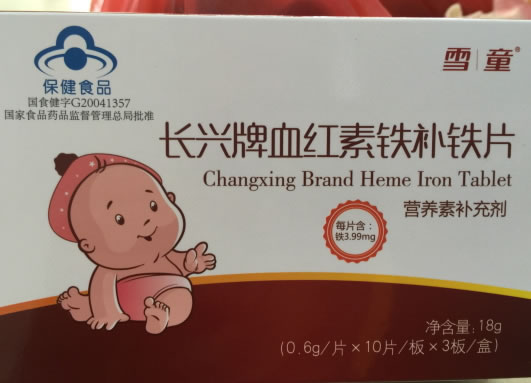 保健食品
国食健字G20041357
国家食品药品监督管理总局批准
雪童®
长兴牌血红素铁补铁片
Changxing Brand Heme Iron Tablet
营养素补充剂
每片含：
铁3.99mg
净含量:18g
(0.6g/片×10片/板×3板/盒)